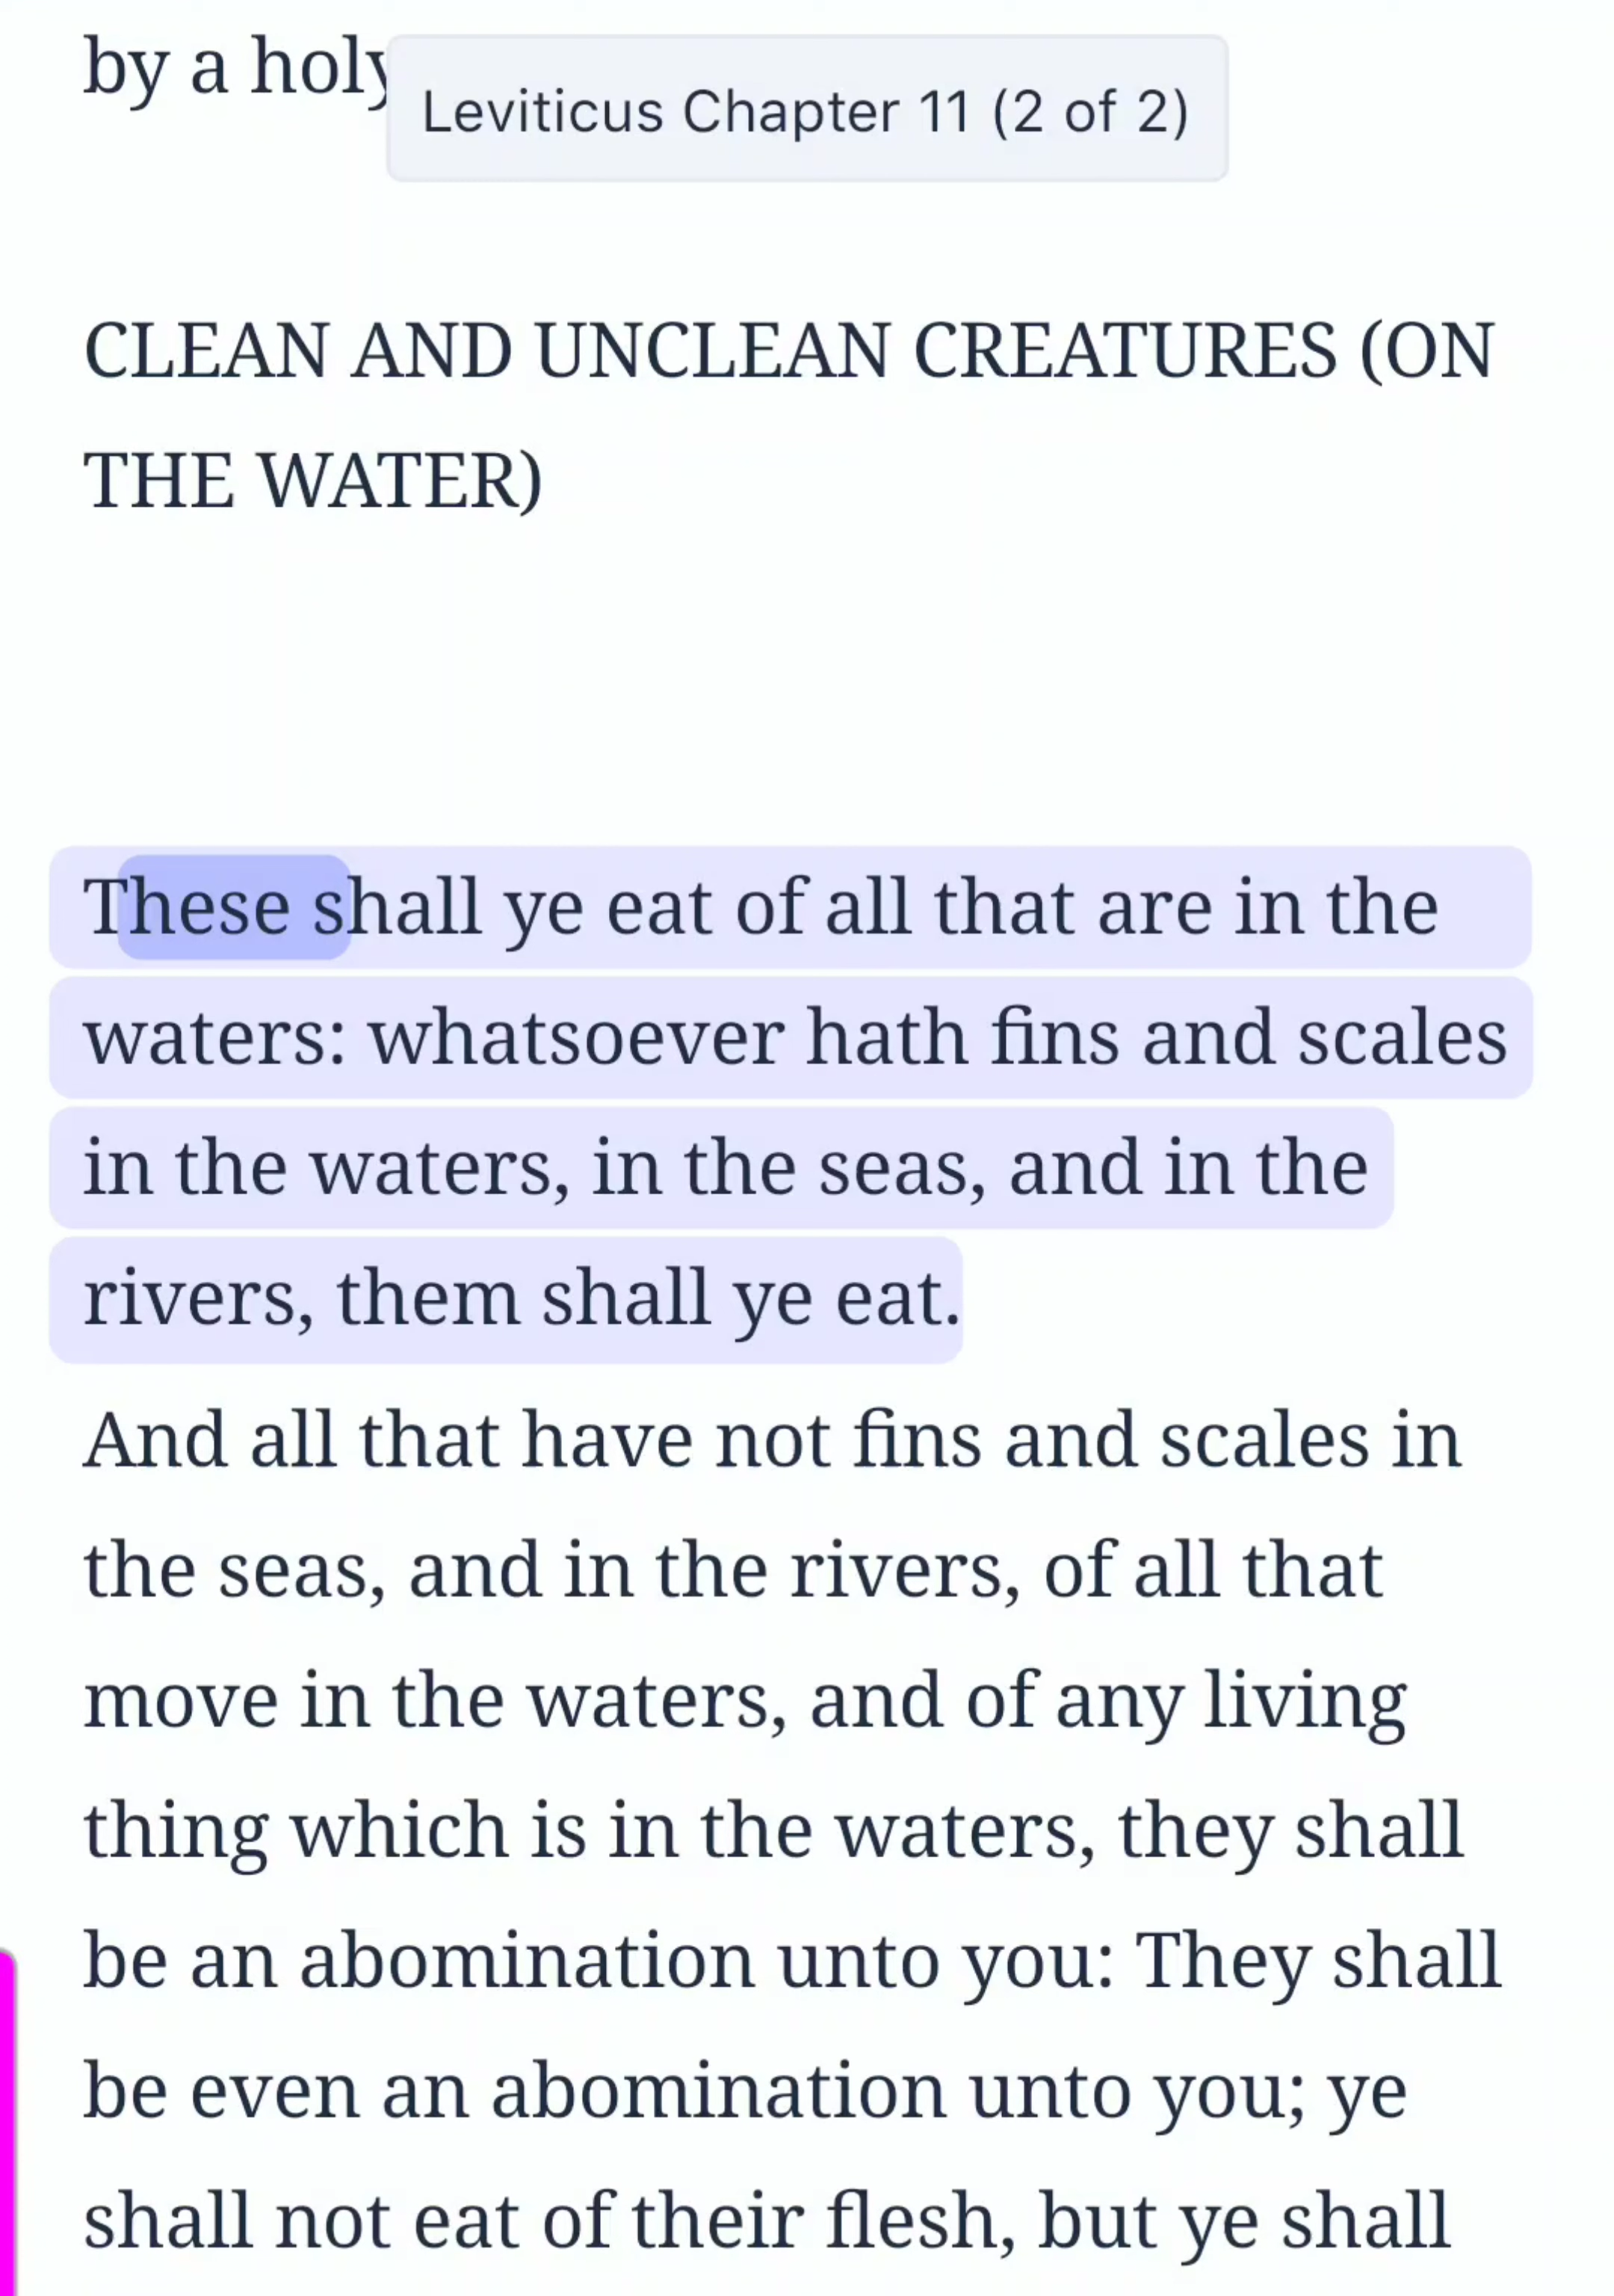 by a holy
Leviticus Chapter 11 (2 of 2)
CLEAN AND UNCLEAN CREATURES (ON
THE WATER)
These shall ye eat of all that are in the
waters: whatsoever hath fins and scales
in the waters, in the seas, and in the
rivers, them shall ye eat.
And all that have not fins and scales in
the seas, and in the rivers, of all that
move in the waters, and of any living
thing which is in the waters, they shall
be an abomination unto you: They shall
be even an abomination unto you; ye
shall not eat of their flesh, but ye shall